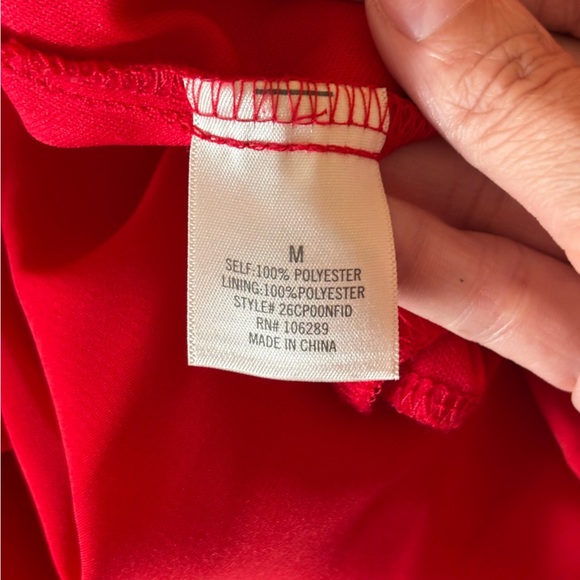 M
SELF:100% POLYESTER
LINING:100%POLYESTER
STYLE# 26CP00NFID
RN# 106289
MADE IN CHINA